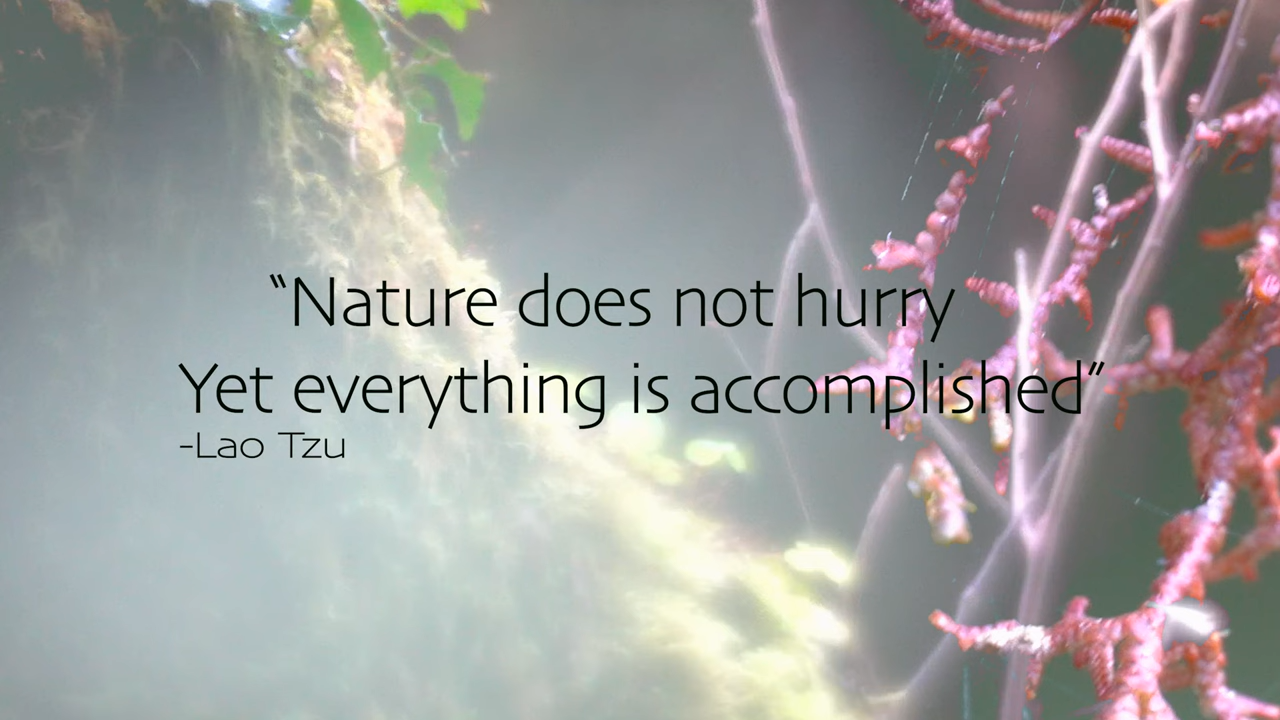 “Nature does not hurry
Yet everything is accomplished”
-Lao Tzu